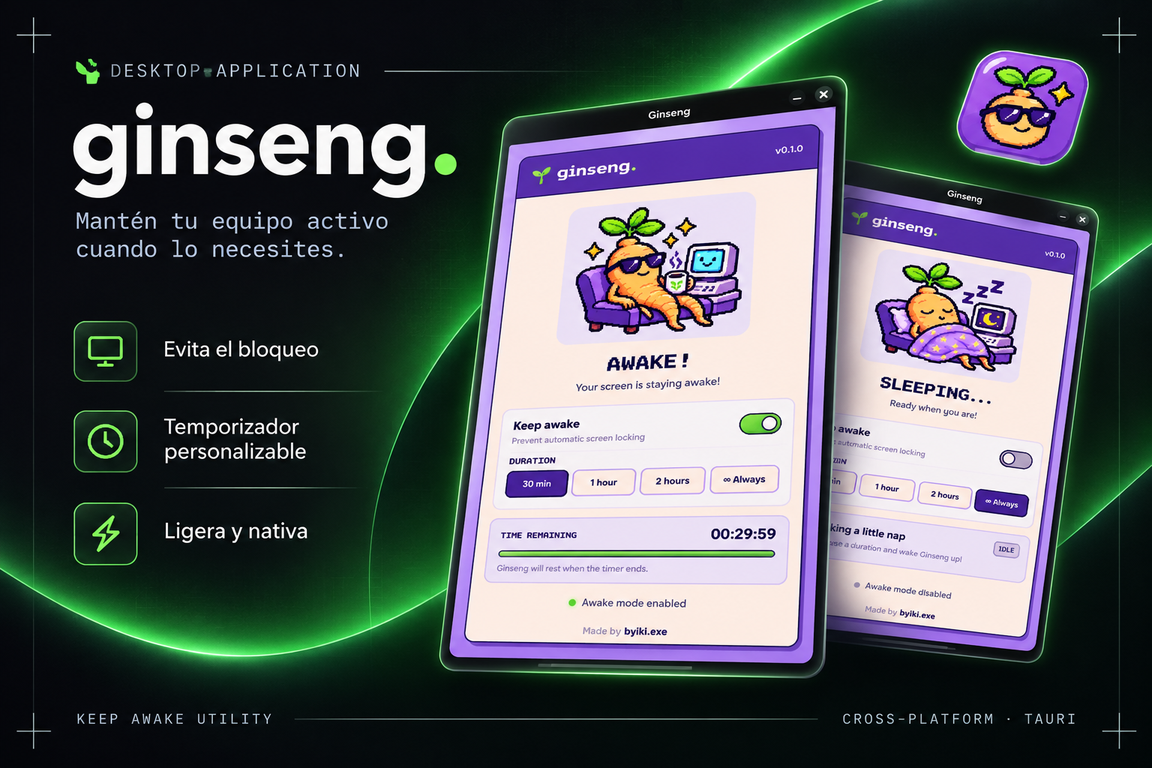 DESKTOP APPLICATION
ginseng.
Mantén tu equipo activo
cuando lo necesites.
Evita el bloqueo
Temporizador
personalizable
Ligera y nativa
Ginseng
ginseng.
v0.1.0
AWAKE!
Your screen is staying awake!
Keep awake
Prevent automatic screen locking
DURATION
30 min
1 hour
2 hours
∞ Always
TIME REMAINING
00:29:59
Ginseng will rest when the timer ends.
Awake mode enabled
Made by byiki.exe
Ginseng
ginseng.
v0.1.0
zzz
SLEEPING...
Ready when you are!
awake
automatic screen locking
1 hour
2 hours
∞ Always
king a little nap
a duration and wake Ginseng up!
IDLE
Awake mode disabled
Made by byiki.exe
KEEP AWAKE UTILITY
CROSS-PLATFORM · TAURI